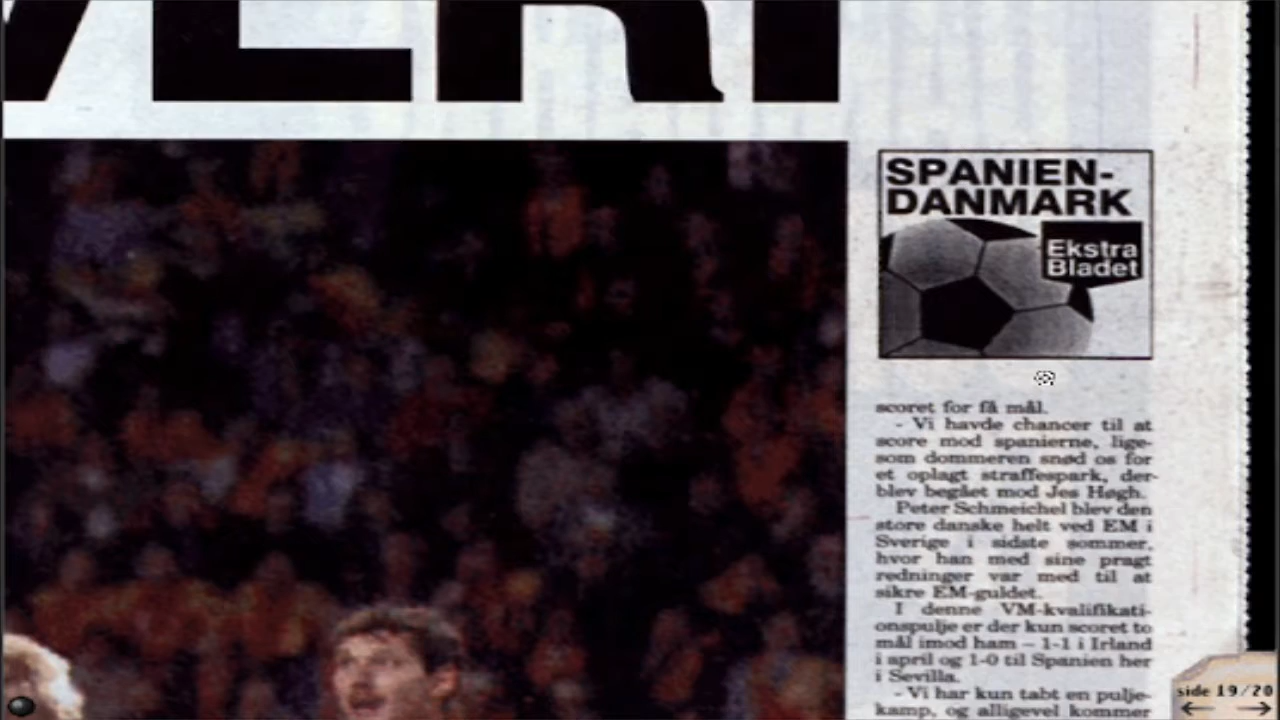 VERI
SPANIEN-
DANMARK
Ekstra
Bladet
scoret for få mål.
- Vi havde chancer til at
score mod spanierne, lige-
som dommeren snød os for
et oplagt straffespark, der-
blev begået mod Jes Høgh.
Peter Schmeichel blev den
store danske helt ved EM i
Sverige i sidste sommer,
hvor han med sine pragt
redninger var med til at
sikre EM-guldet.
I denne VM-kvalifikati-
onspulje er der kun scoret to
mål imod ham – 1-1 i Irland
i april og 1-0 til Spanien her
i Sevilla.
- Vi har kun tabt en pulje-
kamp, og alligevel kommer
side 19/20